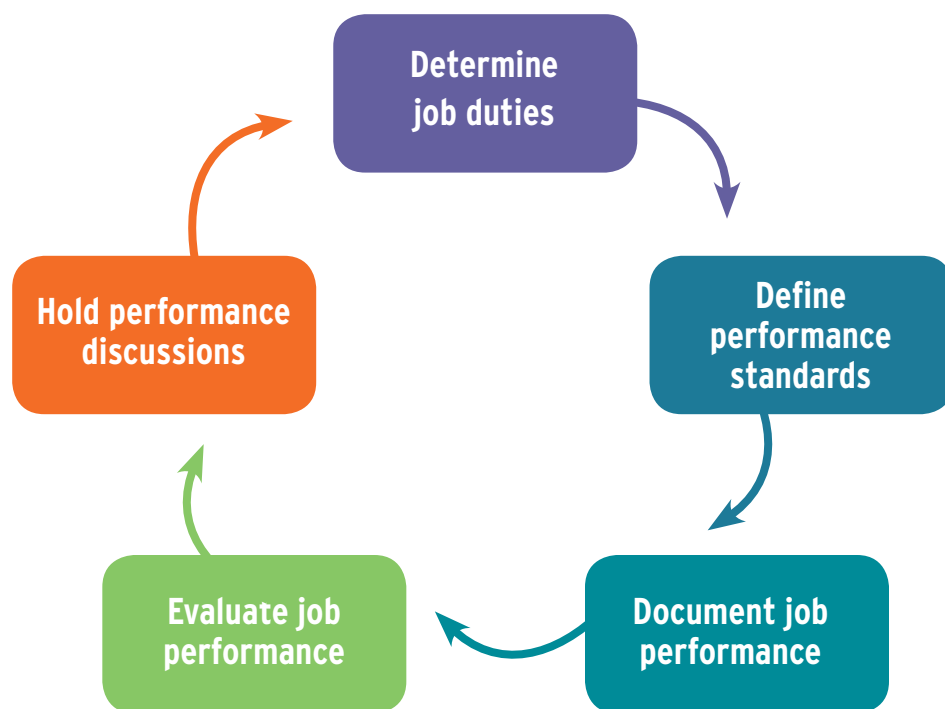 Determine
job duties
Define
performance
standards
Document job
performance
Evaluate job
performance
Hold performance
discussions